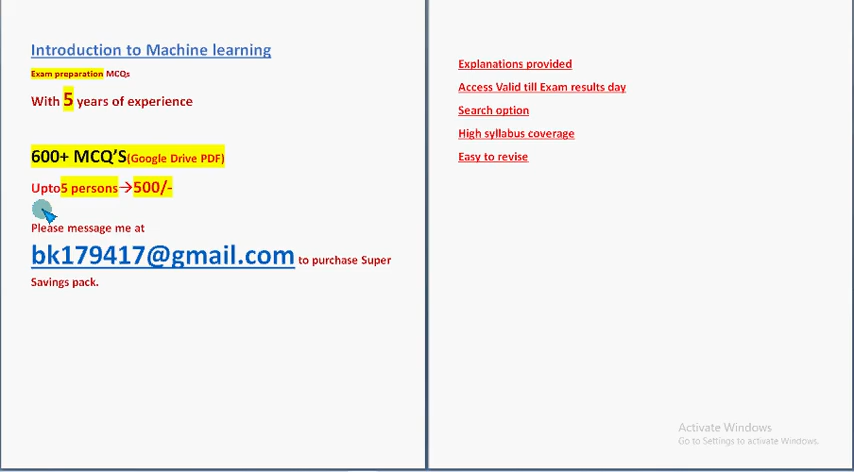 Introduction to Machine learning
Exam preparation MCQs
With 5 years of experience
600+ MCQ’S(Google Drive PDF)
Upto5 persons→500/-
Please message me at
bk179417@gmail.com to purchase Super
Savings pack.
Explanations provided
Access Valid till Exam results day
Search option
High syllabus coverage
Easy to revise
Activate Windows
Go to Settings to activate Windows.